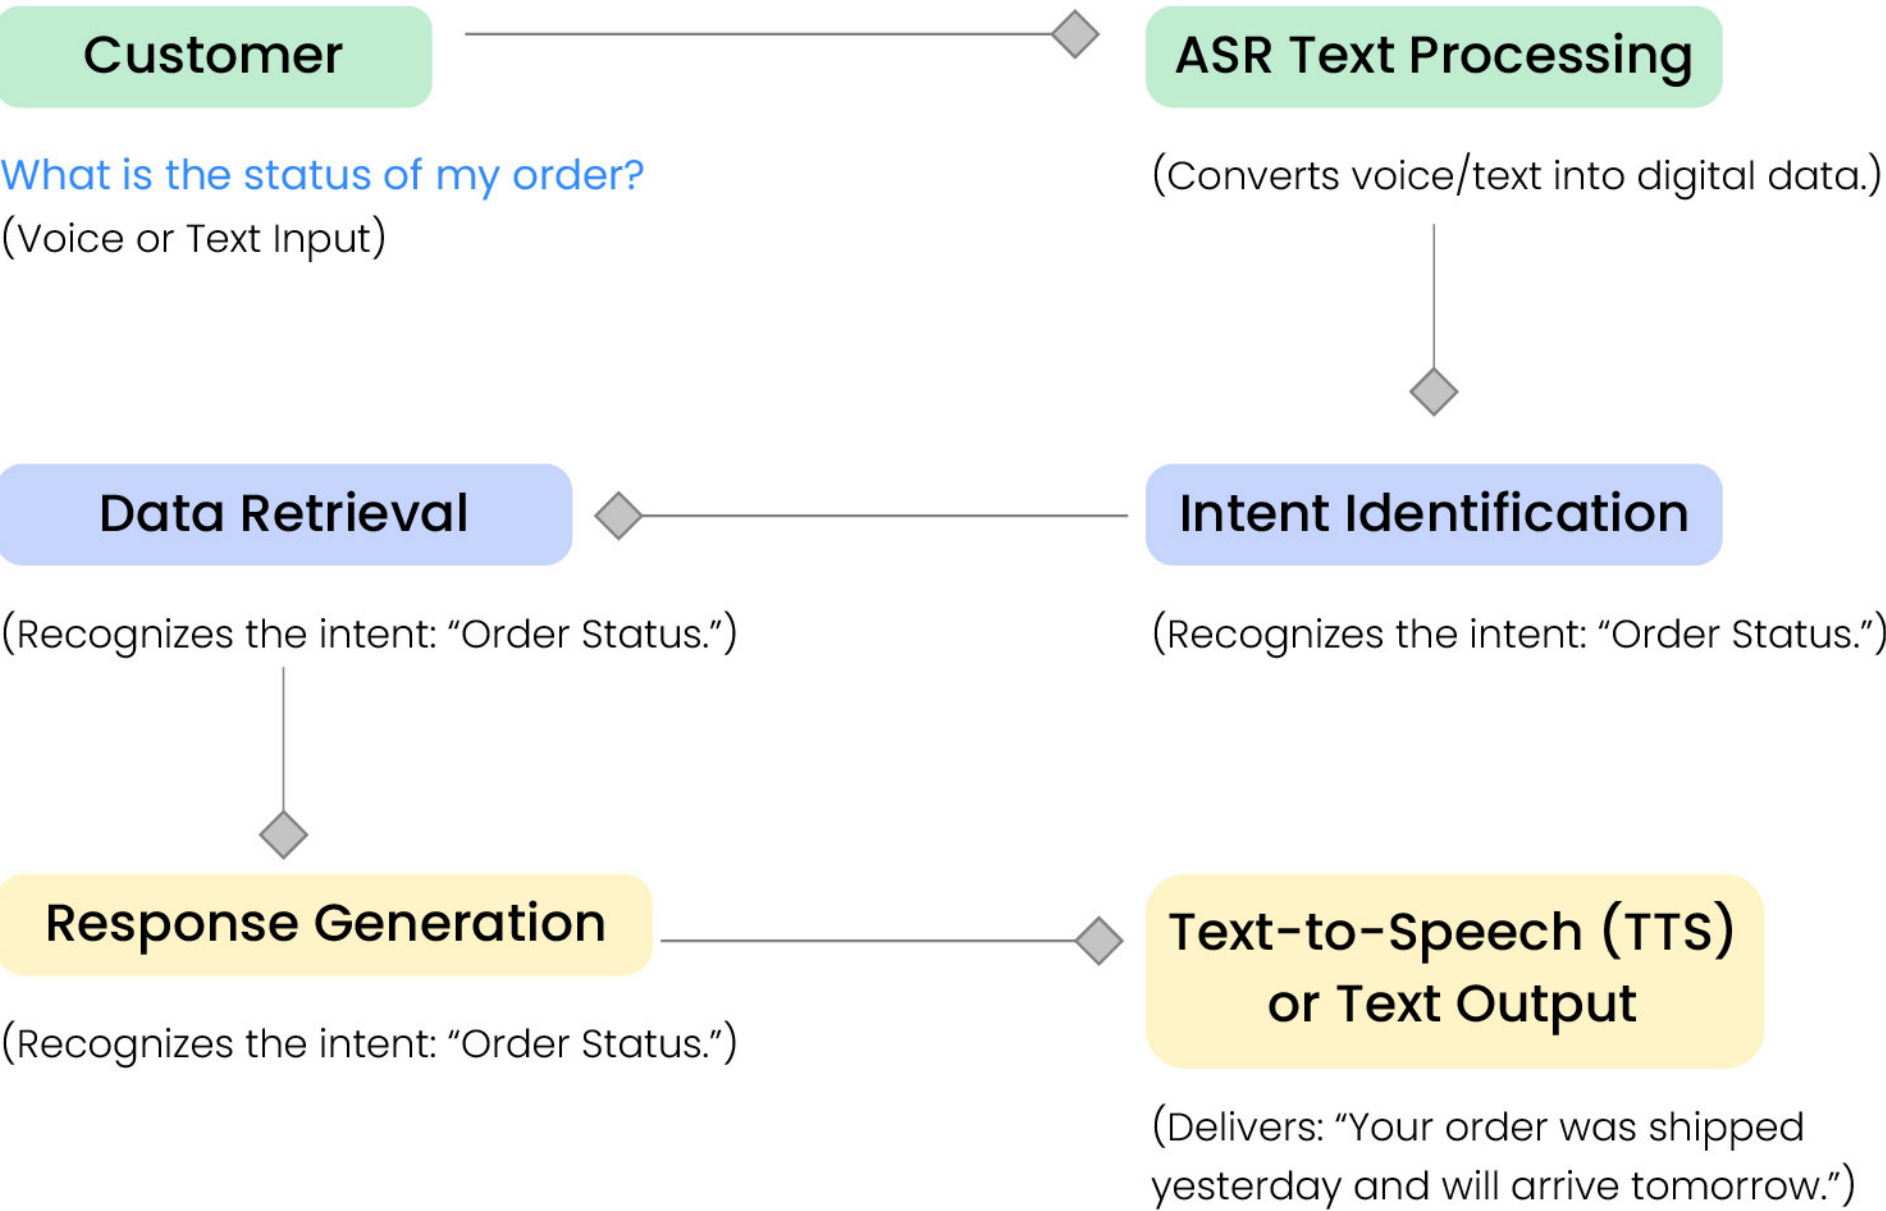 Customer
What is the status of my order?
(Voice or Text Input)
ASR Text Processing
(Converts voice/text into digital data.)
Intent Identification
(Recognizes the intent: “Order Status.”)
Data Retrieval
(Recognizes the intent: “Order Status.”)
Response Generation
(Recognizes the intent: “Order Status.”)
Text-to-Speech (TTS)
or Text Output
(Delivers: “Your order was shipped
yesterday and will arrive tomorrow.”)